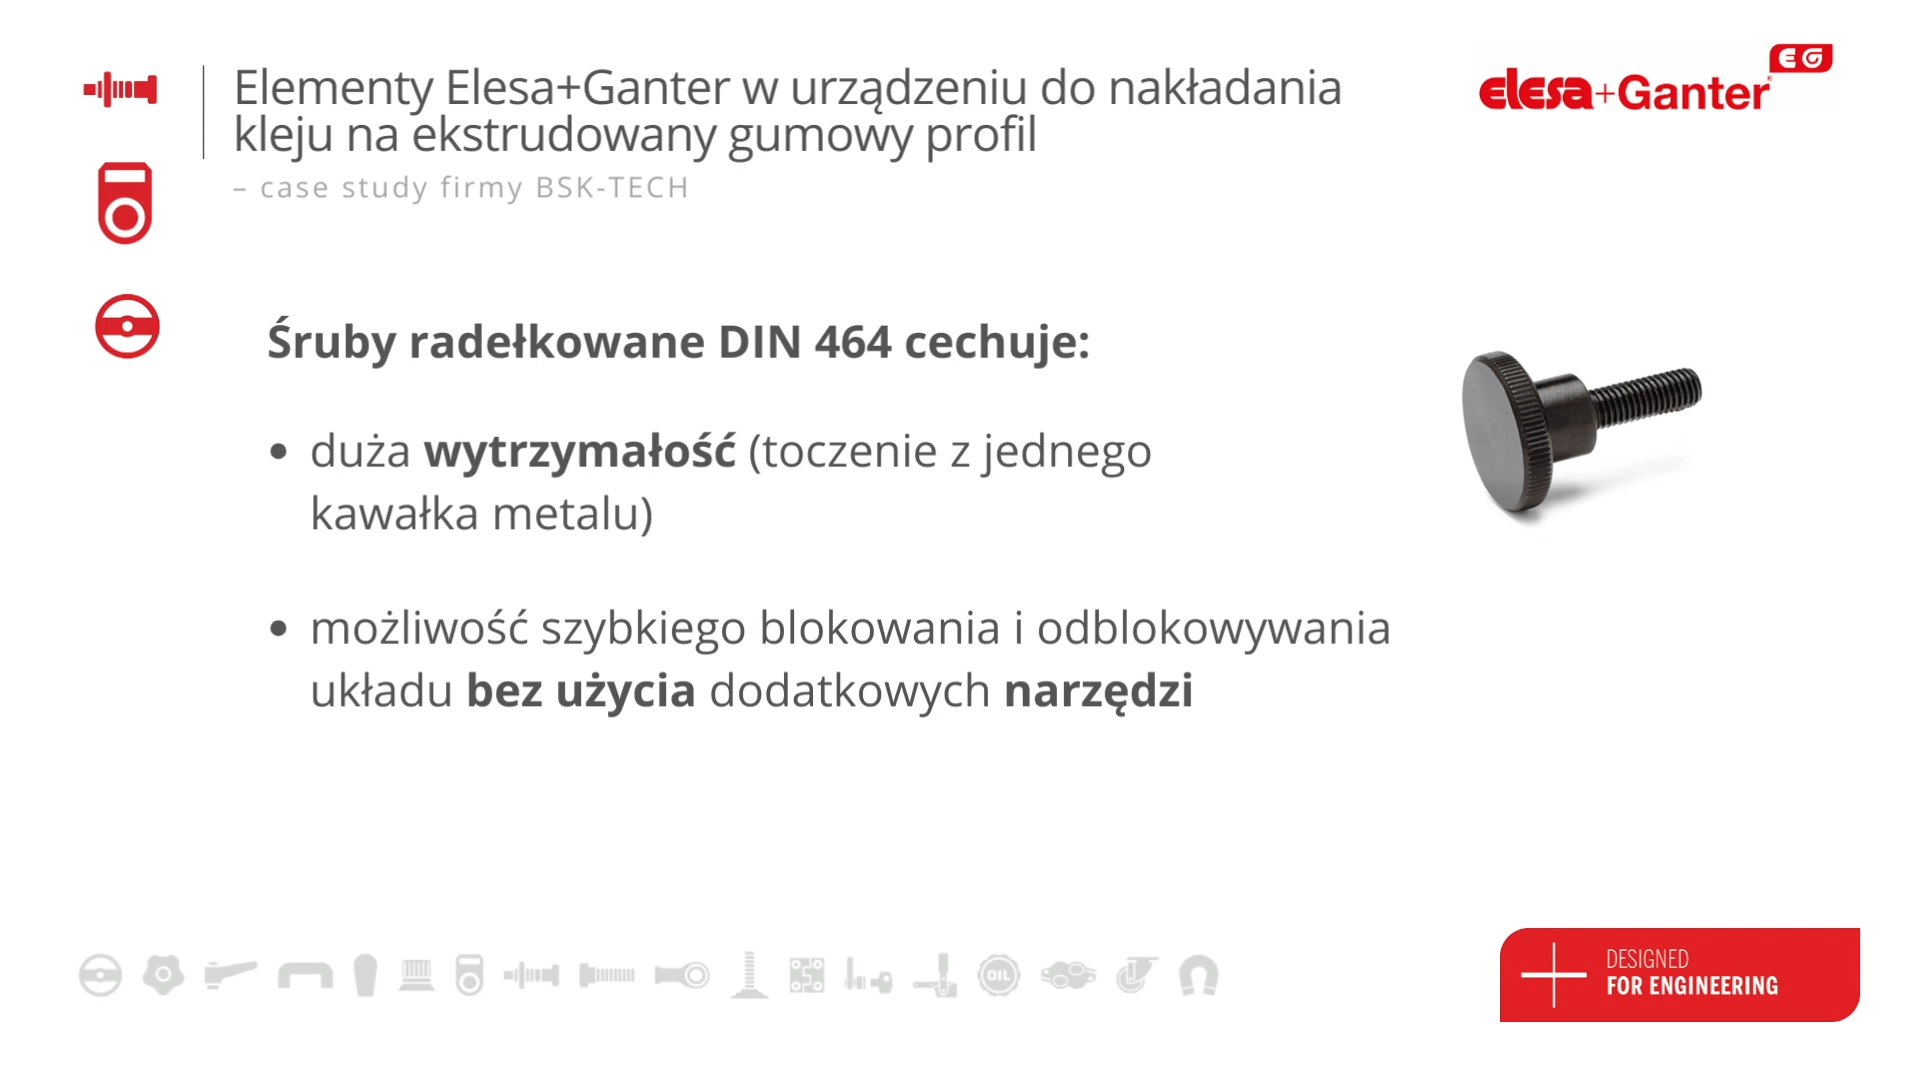 Elementy Elesa+Ganter w urządzeniu do nakładania
kleju na ekstrudowany gumowy profil
– case study firmy BSK-TECH
elesa+Ganter
EG
Śruby radełkowane DIN 464 cechuje:
• duża wytrzymałość (toczenie z jednego
kawałka metalu)
• możliwość szybkiego blokowania i odblokowywania
układu bez użycia dodatkowych narzędzi
OIL
DESIGNED
FOR ENGINEERING